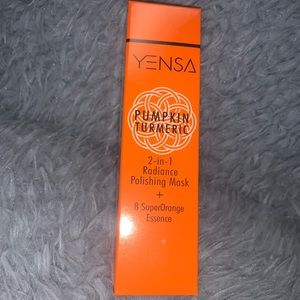 YENSA
PUMPKIN
TURMERIC
2-in-1
Radiance
Polishing Mask
+
8 SuperOrange
Essence